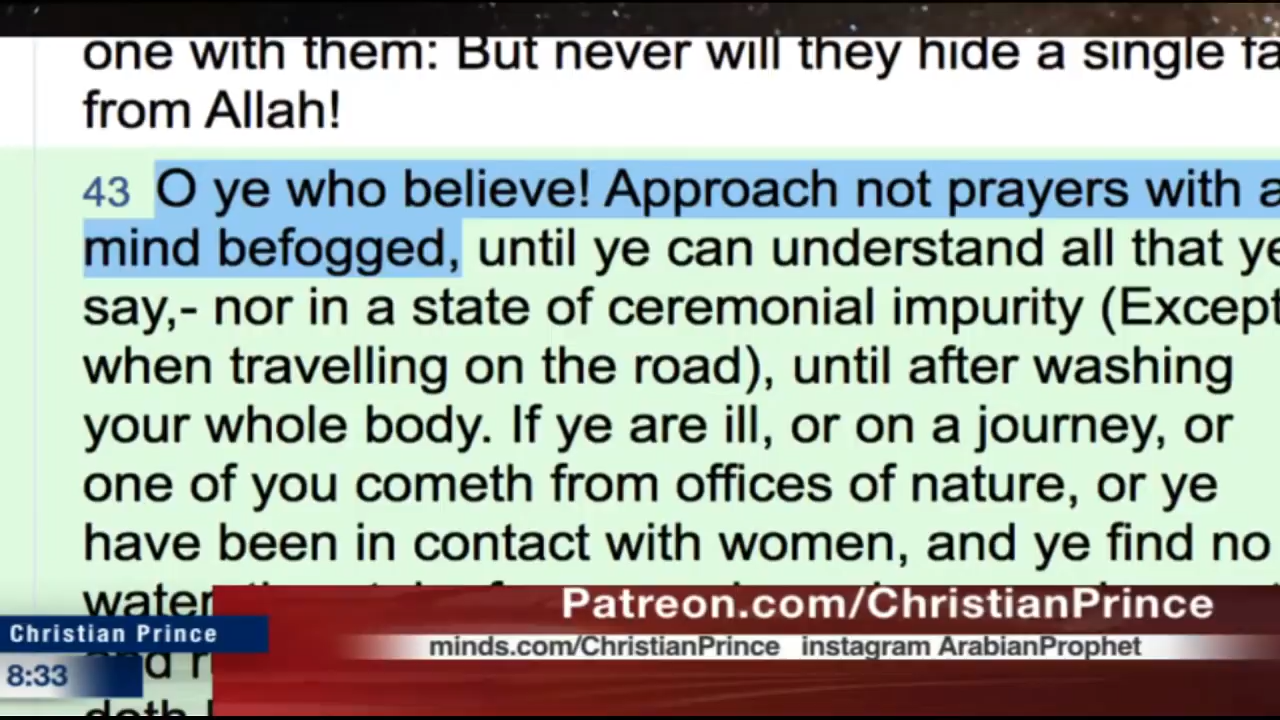 one with them: But never will they hide a single fa
from Allah!
43 O ye who believe! Approach not prayers with a
mind befogged, until ye can understand all that ye
say,- nor in a state of ceremonial impurity (Except
when travelling on the road), until after washing
your whole body. If ye are ill, or on a journey, or
one of you cometh from offices of nature, or ye
have been in contact with women, and ye find no
water
Patreon.com/ChristianPrince
Christian Prince
minds.com/ChristianPrince instagram ArabianProphet
and
8:33
doth